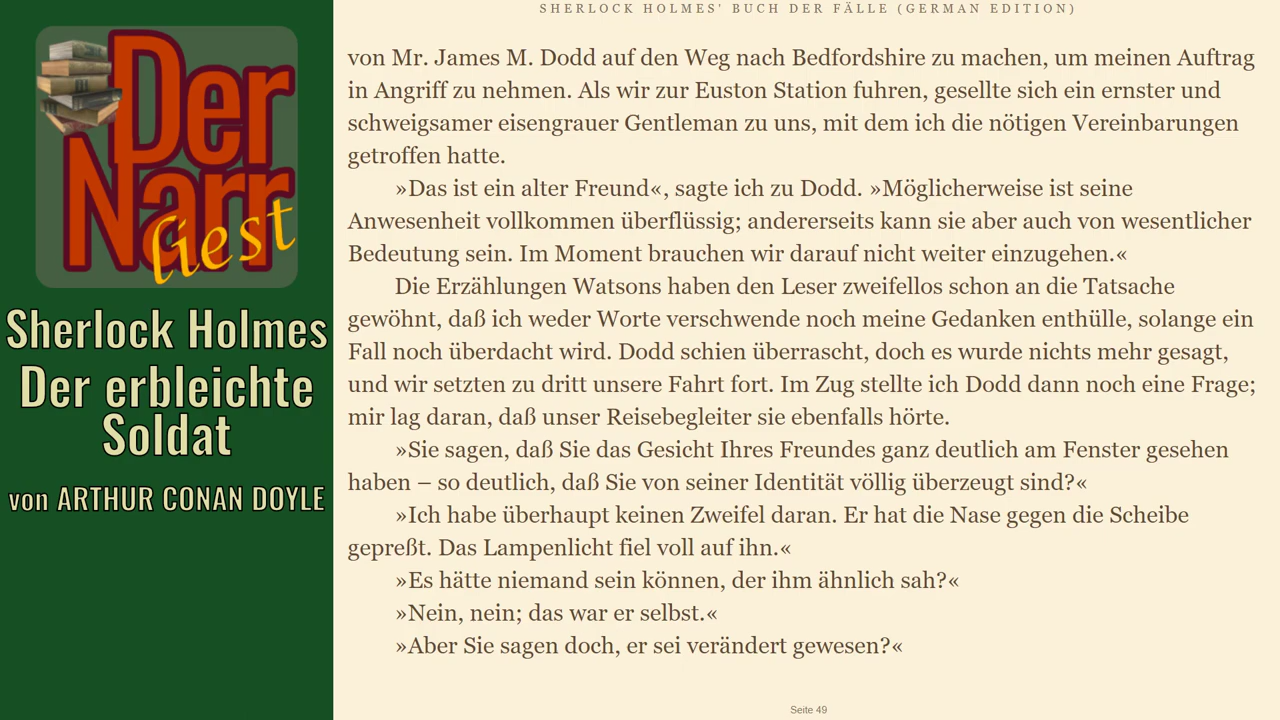 Der
Narr
liest
Sherlock Holmes
Der erbleichte
Soldat
von ARTHUR CONAN DOYLE
SHERLOCK HOLMES' BUCH DER FÄLLE (GERMAN EDITION)
von Mr. James M. Dodd auf den Weg nach Bedfordshire zu machen, um meinen Auftrag
in Angriff zu nehmen. Als wir zur Euston Station fuhren, gesellte sich ein ernster und
schweigsamer eisengrauer Gentleman zu uns, mit dem ich die nötigen Vereinbarungen
getroffen hatte.
»Das ist ein alter Freund«, sagte ich zu Dodd. »Möglicherweise ist seine
Anwesenheit vollkommen überflüssig; andererseits kann sie aber auch von wesentlicher
Bedeutung sein. Im Moment brauchen wir darauf nicht weiter einzugehen.«
Die Erzählungen Watsons haben den Leser zweifellos schon an die Tatsache
gewöhnt, daß ich weder Worte verschwende noch meine Gedanken enthülle, solange ein
Fall noch überdacht wird. Dodd schien überrascht, doch es wurde nichts mehr gesagt,
und wir setzten zu dritt unsere Fahrt fort. Im Zug stellte ich Dodd dann noch eine Frage;
mir lag daran, daß unser Reisebegleiter sie ebenfalls hörte.
»Sie sagen, daß Sie das Gesicht Ihres Freundes ganz deutlich am Fenster gesehen
haben – so deutlich, daß Sie von seiner Identität völlig überzeugt sind?«
»Ich habe überhaupt keinen Zweifel daran. Er hat die Nase gegen die Scheibe
gepreßt. Das Lampenlicht fiel voll auf ihn.«
»Es hätte niemand sein können, der ihm ähnlich sah?«
»Nein, nein; das war er selbst.«
»Aber Sie sagen doch, er sei verändert gewesen?«
Seite 49